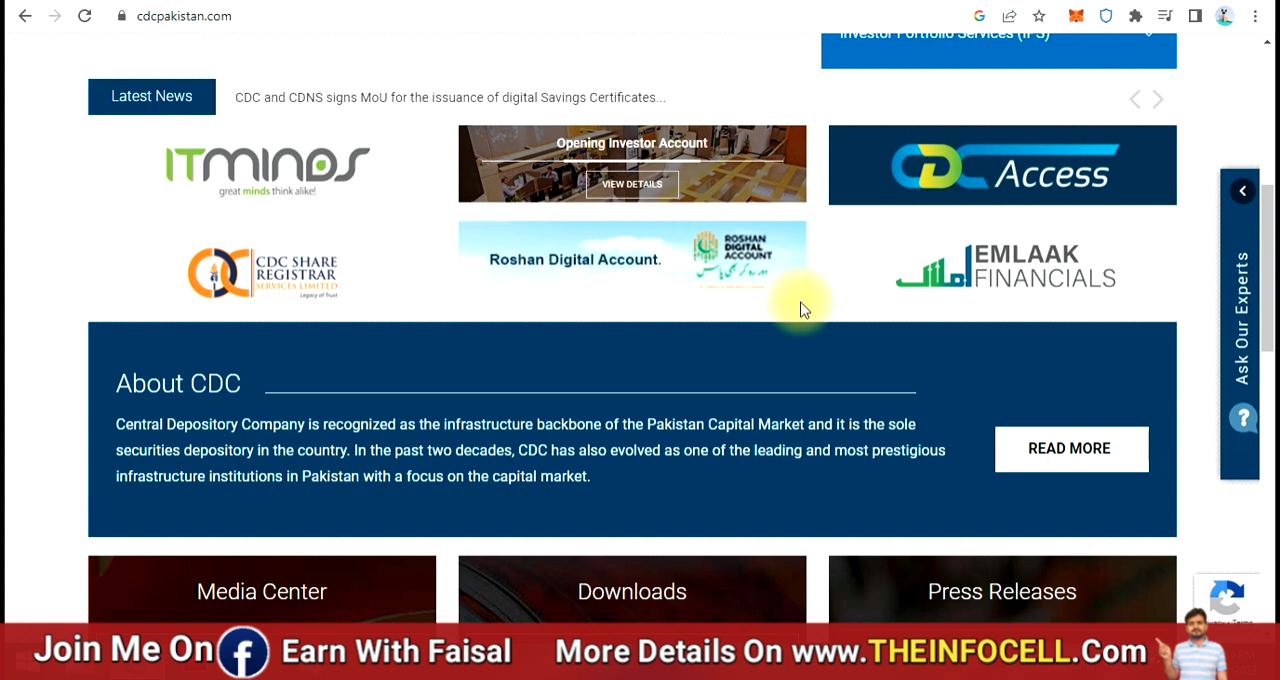 cdcpakistan.com
Investor Portfolio Services (IPS)
Latest News
CDC and CDNS signs MoU for the issuance of digital Savings Certificates...
ITMINDS
great minds think alike!
Opening Investor Account
VIEW DETAILS
CDC Access
CDC SHARE
REGISTRAR
SERVICES LIMITED
Legacy of Trust
Roshan Digital Account.
ROSHAN
DIGITAL
ACCOUNT
EMLAAK
FINANCIALS
Ask Our Experts
?
About CDC
Central Depository Company is recognized as the infrastructure backbone of the Pakistan Capital Market and it is the sole
securities depository in the country. In the past two decades, CDC has also evolved as one of the leading and most prestigious
infrastructure institutions in Pakistan with a focus on the capital market.
READ MORE
Media Center
Downloads
Press Releases
Join Me On f Earn With Faisal
More Details On www.THEINFOCELL.Com